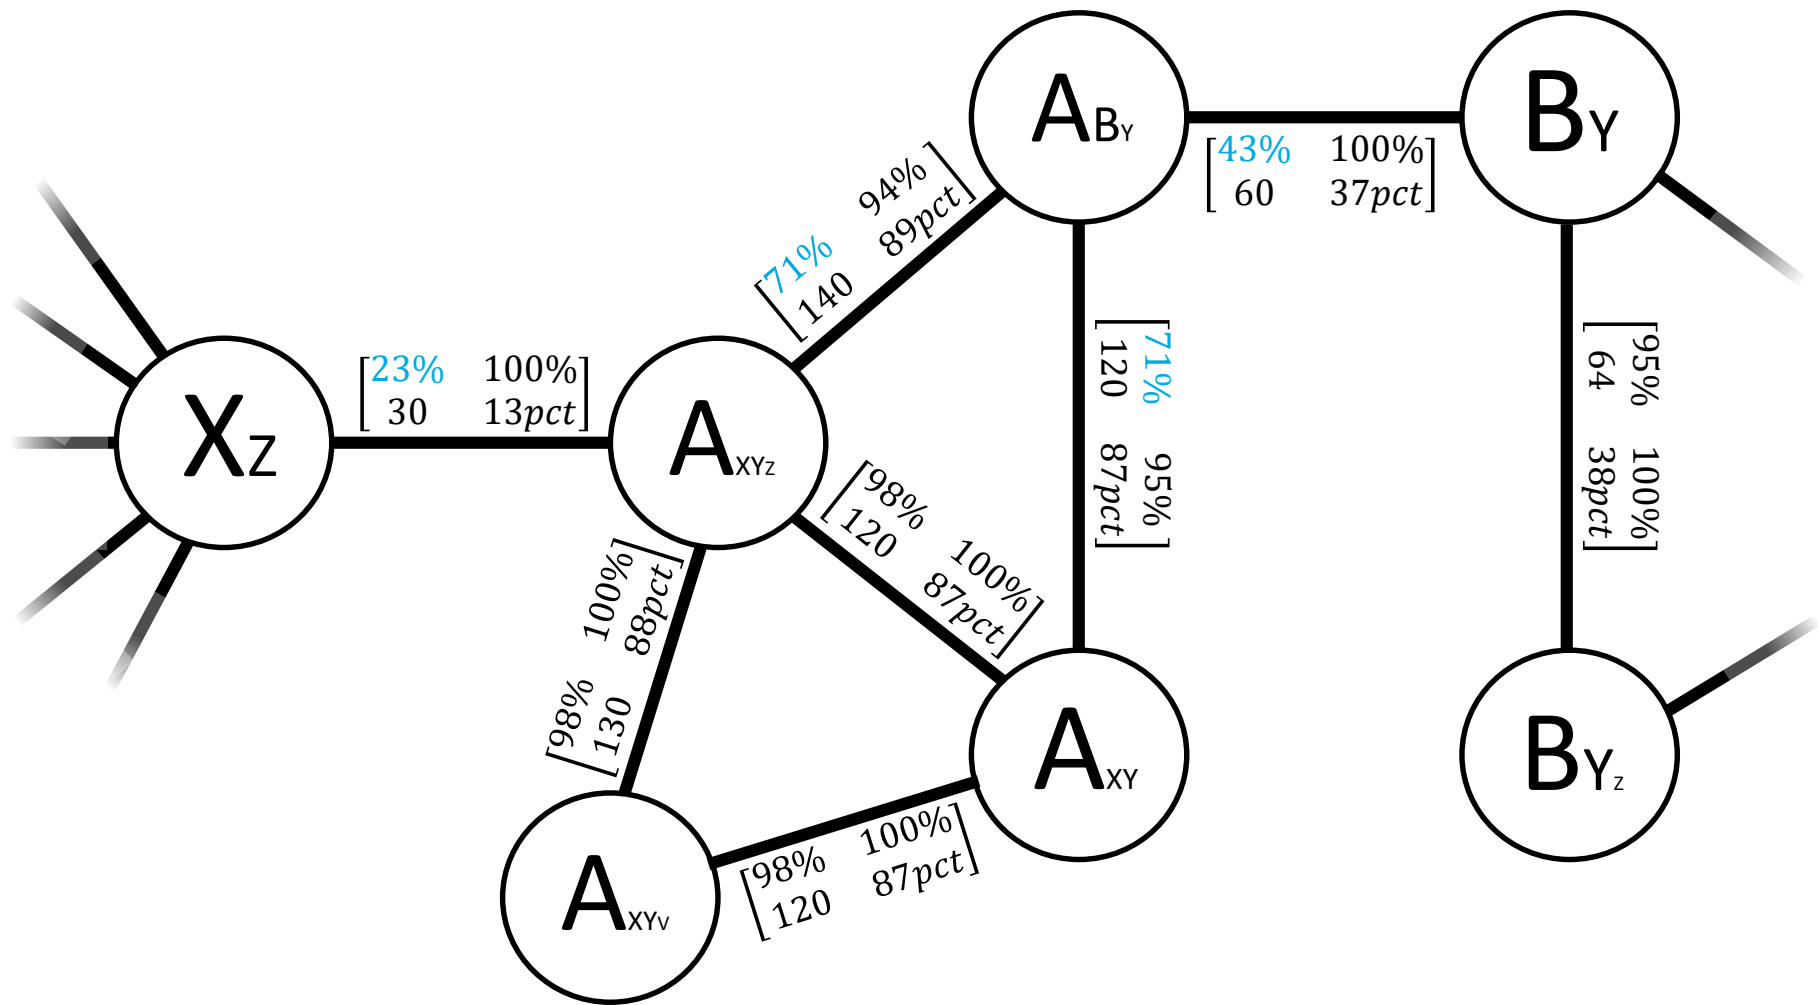 A_BY
B_Y
[43% 100%
60 37pct]
[71% 94%
140 89pct]
X_Z
[23% 100%
30 13pct]
A_XYZ
[71% 95%
120 87pct]
[95% 100%
64 38pct]
[98% 100%
120 87pct]
[98% 100%
130 88pct]
A_XY
B_YZ
A_XYV
[98% 100%
120 87pct]